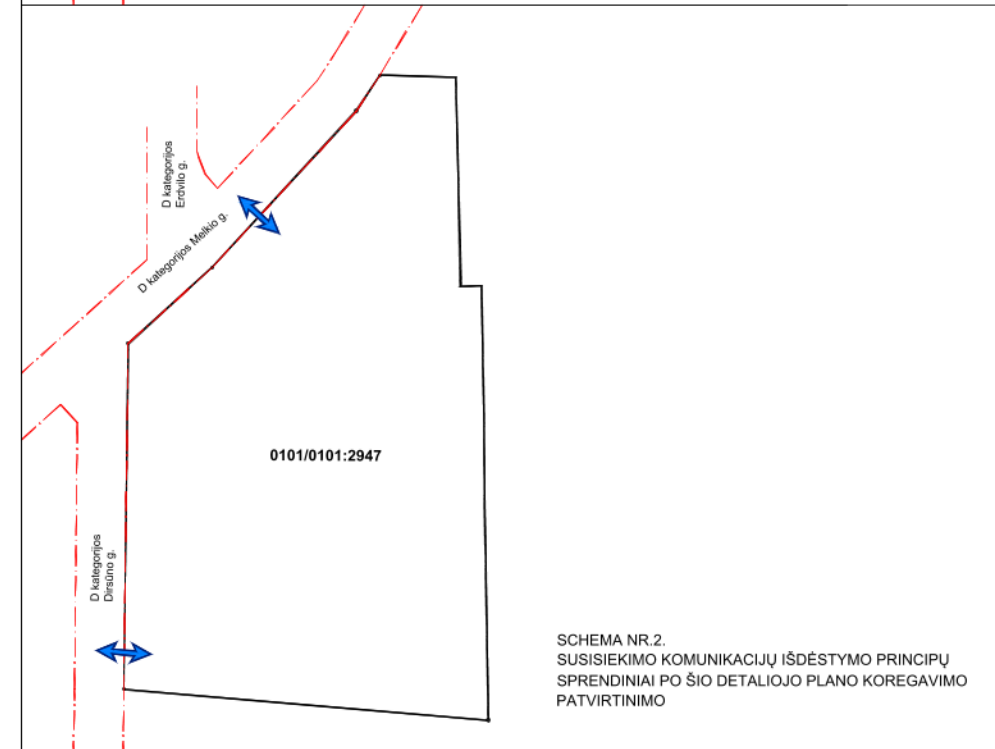 D kategorijos
Erdvilo g.
D kategorijos Melkio g.
0101/0101:2947
D kategorijos
Dirsūno g.
SCHEMA NR.2.
SUSISIEKIMO KOMUNIKACIJŲ IŠDĖSTYMO PRINCIPŲ
SPRENDINIAI PO ŠIO DETALIOJO PLANO KOREGAVIMO
PATVIRTINIMO